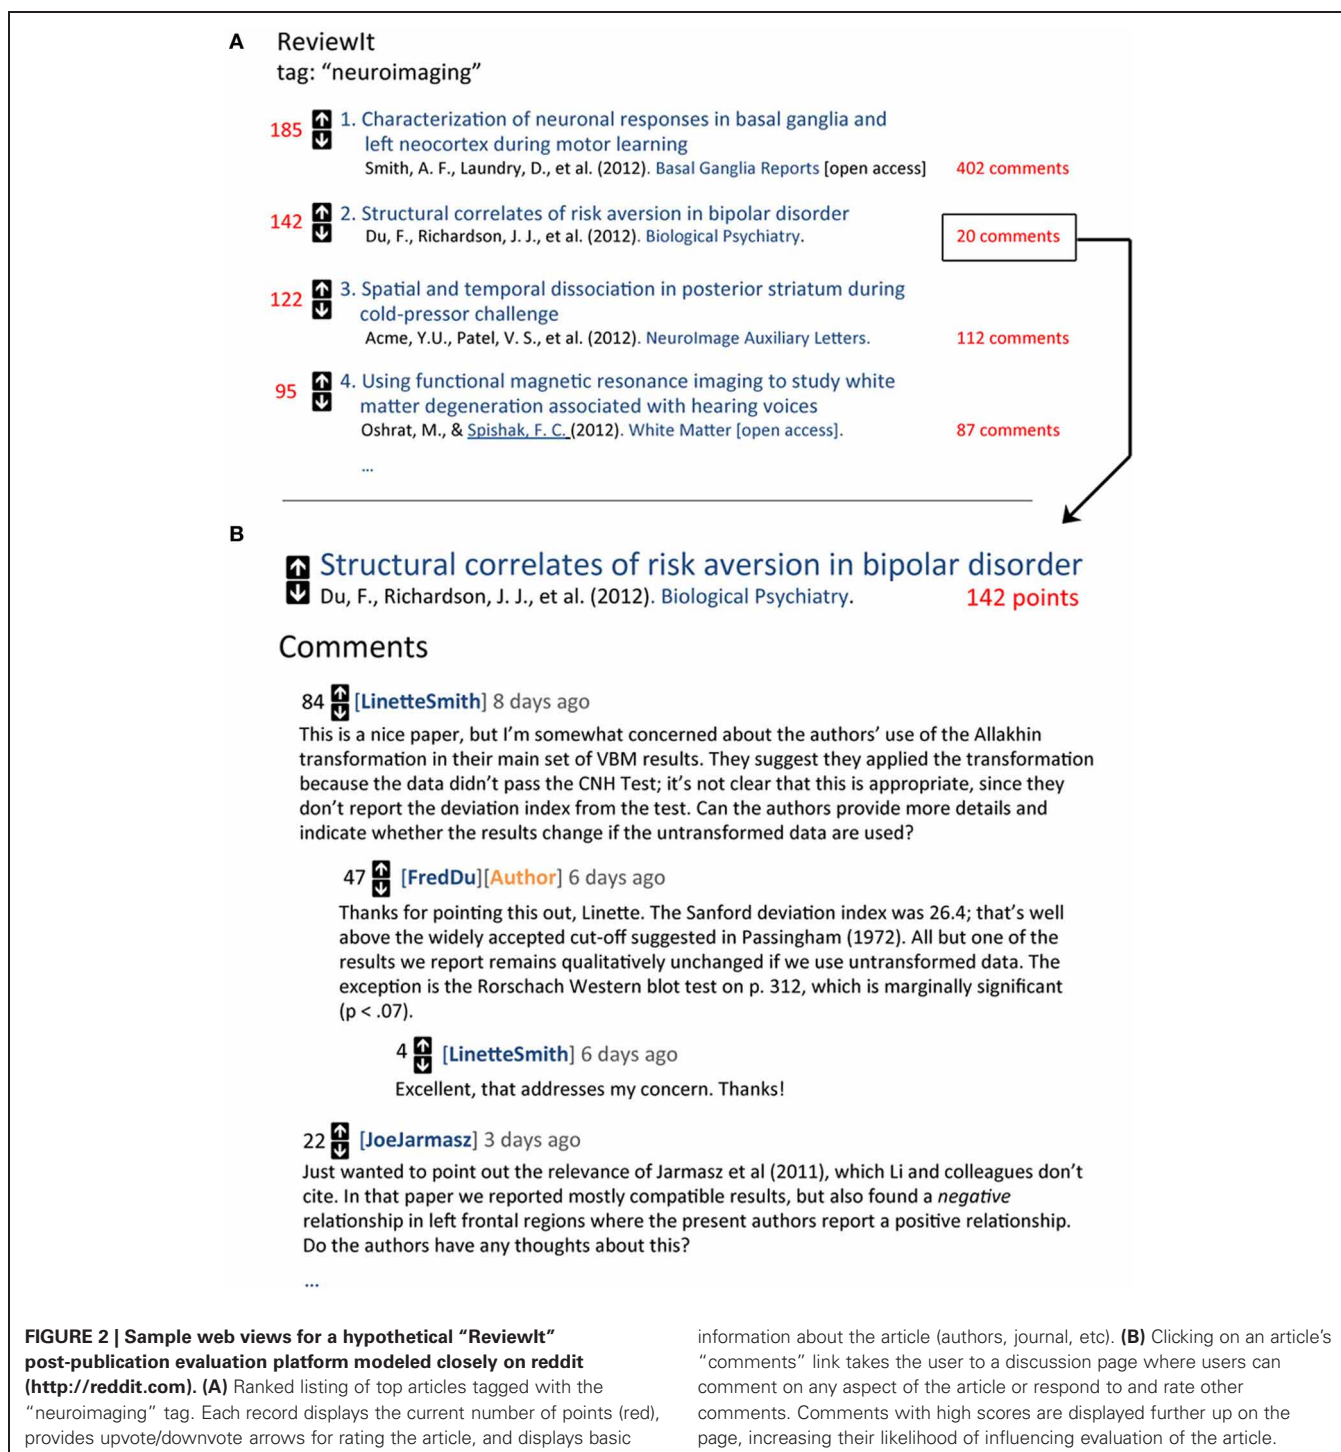 A
ReviewIt
tag: “neuroimaging”
185
1. Characterization of neuronal responses in basal ganglia and
left neocortex during motor learning
Smith, A. F., Laundry, D., et al. (2012). Basal Ganglia Reports [open access]
402 comments
142
2. Structural correlates of risk aversion in bipolar disorder
Du, F., Richardson, J. J., et al. (2012). Biological Psychiatry.
20 comments
122
3. Spatial and temporal dissociation in posterior striatum during
cold-pressor challenge
Acme, Y.U., Patel, V. S., et al. (2012). NeuroImage Auxiliary Letters.
112 comments
95
4. Using functional magnetic resonance imaging to study white
matter degeneration associated with hearing voices
Oshrat, M., & Spishak, F. C. (2012). White Matter [open access].
87 comments
...
B
Structural correlates of risk aversion in bipolar disorder
Du, F., Richardson, J. J., et al. (2012). Biological Psychiatry.
142 points
Comments
84 [LinetteSmith] 8 days ago
This is a nice paper, but I’m somewhat concerned about the authors’ use of the Allakhin
transformation in their main set of VBM results. They suggest they applied the transformation
because the data didn’t pass the CNH Test; it’s not clear that this is appropriate, since they
don’t report the deviation index from the test. Can the authors provide more details and
indicate whether the results change if the untransformed data are used?
47 [FredDu][Author] 6 days ago
Thanks for pointing this out, Linette. The Sanford deviation index was 26.4; that’s well
above the widely accepted cut-off suggested in Passingham (1972). All but one of the
results we report remains qualitatively unchanged if we use untransformed data. The
exception is the Rorschach Western blot test on p. 312, which is marginally significant
(p < .07).
4 [LinetteSmith] 6 days ago
Excellent, that addresses my concern. Thanks!
22 [JoeJarmasz] 3 days ago
Just wanted to point out the relevance of Jarmasz et al (2011), which Li and colleagues don’t
cite. In that paper we reported mostly compatible results, but also found a negative
relationship in left frontal regions where the present authors report a positive relationship.
Do the authors have any thoughts about this?
...
FIGURE 2 | Sample web views for a hypothetical “ReviewIt”
post-publication evaluation platform modeled closely on reddit
(http://reddit.com). (A) Ranked listing of top articles tagged with the
“neuroimaging” tag. Each record displays the current number of points (red),
provides upvote/downvote arrows for rating the article, and displays basic
information about the article (authors, journal, etc). (B) Clicking on an article’s
“comments” link takes the user to a discussion page where users can
comment on any aspect of the article or respond to and rate other
comments. Comments with high scores are displayed further up on the
page, increasing their likelihood of influencing evaluation of the article.